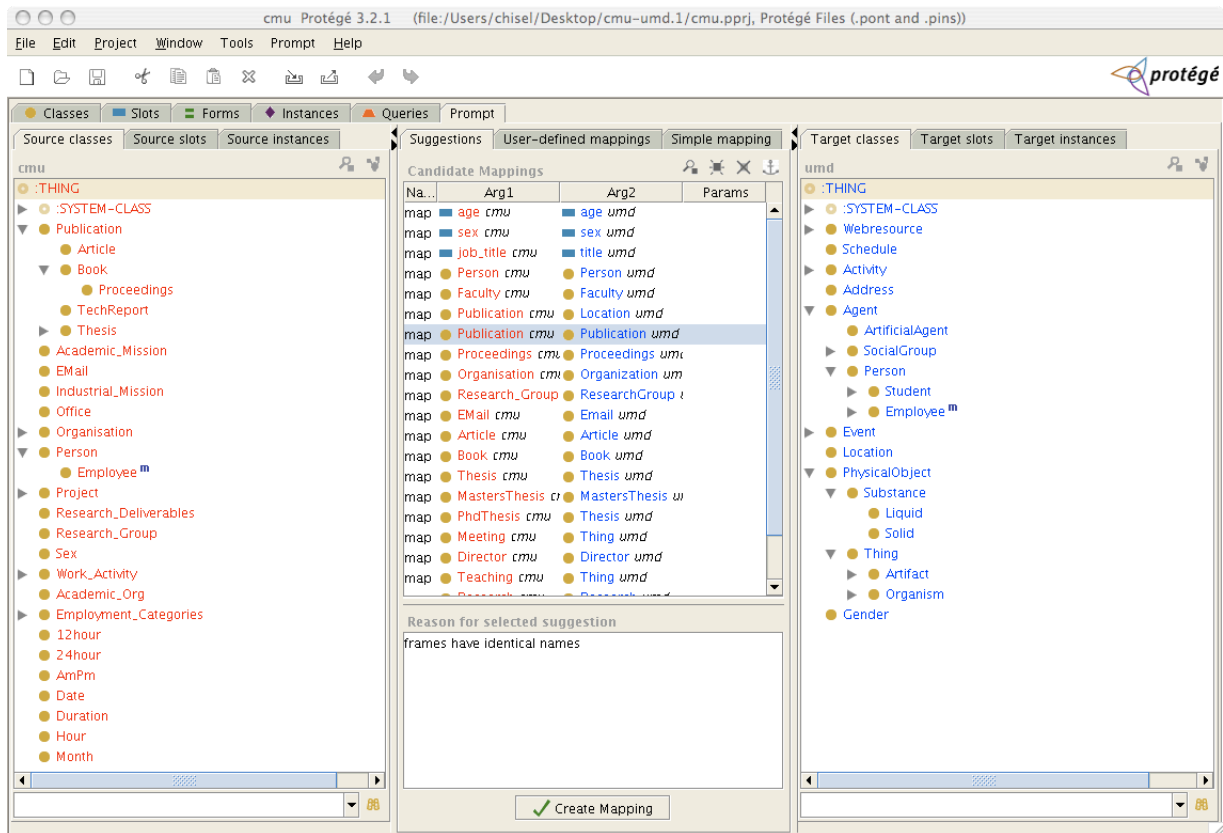 cmu Protégé 3.2.1 (file:/Users/chisel/Desktop/cmu-umd.1/cmu.pprj, Protégé Files (.pont and .pins))
File Edit Project Window Tools Prompt Help
protégé
Classes Slots Forms Instances Queries Prompt
Source classes Source slots Source instances
cmu
:THING
:SYSTEM-CLASS
Publication
Article
Book
Proceedings
TechReport
Thesis
Academic_Mission
EMail
Industrial_Mission
Office
Organisation
Person
Employee m
Project
Research_Deliverables
Research_Group
Sex
Work_Activity
Academic_Org
Employment_Categories
12hour
24hour
AmPm
Date
Duration
Hour
Month
Suggestions User-defined mappings Simple mapping
Candidate Mappings
Na... Arg1 Arg2 Params
map age cmu age umd
map sex cmu sex umd
map job_title cmu title umd
map Person cmu Person umd
map Faculty cmu Faculty umd
map Publication cmu Location umd
map Publication cmu Publication umd
map Proceedings cmu Proceedings umd
map Organisation cmu Organization um
map Research_Group ResearchGroup
map EMail cmu Email umd
map Article cmu Article umd
map Book cmu Book umd
map Thesis cmu Thesis umd
map MastersThesis MastersThesis
map PhdThesis cmu Thesis umd
map Meeting cmu Thing umd
map Director cmu Director umd
map Teaching cmu Thing umd
Reason for selected suggestion
frames have identical names
Create Mapping
Target classes Target slots Target instances
umd
:THING
:SYSTEM-CLASS
Webresource
Schedule
Activity
Address
Agent
ArtificialAgent
SocialGroup
Person
Student
Employee m
Event
Location
PhysicalObject
Substance
Liquid
Solid
Thing
Artifact
Organism
Gender